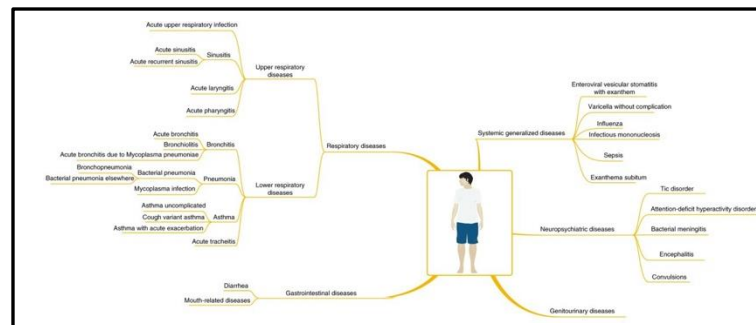 Acute upper respiratory infection
Acute sinusitis
Acute recurrent sinusitis
Sinusitis
Acute laryngitis
Acute pharyngitis
Upper respiratory
diseases
Acute bronchitis
Bronchiolitis
Acute bronchitis due to Mycoplasma pneumoniae
Bronchitis
Bronchopneumonia
Bacterial pneumonia elsewhere
Bacterial pneumonia
Mycoplasma infection
Pneumonia
Asthma uncomplicated
Cough variant asthma
Asthma with acute exacerbation
Asthma
Acute tracheitis
Lower respiratory
diseases
Respiratory diseases
Diarrhea
Mouth-related diseases
Gastrointestinal diseases
Systemic generalized diseases
Enteroviral vesicular stomatitis
with exanthem
Varicella without complication
Influenza
Infectious mononucleosis
Sepsis
Exanthema subitum
Neuropsychiatric diseases
Tic disorder
Attention-deficit hyperactivity disorders
Bacterial meningitis
Encephalitis
Convulsions
Genitourinary diseases